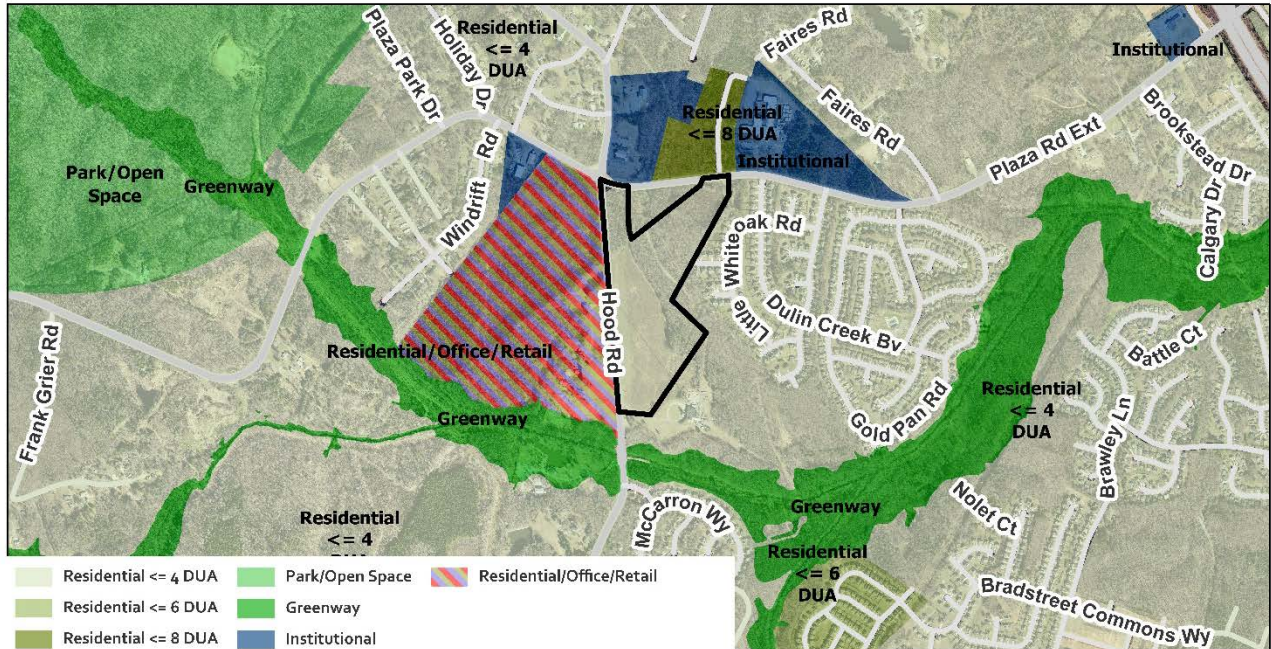 Residential
<= 4
DUA
Faires Rd
Institutional
Plaza Park Dr
Holiday Dr
Residential
<= 8 DUA
Faires Rd
Plaza Rd Ext
Brookstead Dr
Park/Open
Space
Greenway
Windrift Rd
Institutional
Calgary Dr
Little Whiteoak Rd
Hood Rd
Dulin Creek Bv
Frank Grier Rd
Residential/Office/Retail
Battle Ct
Greenway
Gold Pan Rd
Residential
<= 4
DUA
Brawley Ln
Residential
<= 4
McCarron Wy
Greenway
Nolet Ct
Residential
<= 6
DUA
Bradstreet Commons Wy
Residential <= 4 DUA
Park/Open Space
Residential/Office/Retail
Residential <= 6 DUA
Greenway
Residential <= 8 DUA
Institutional